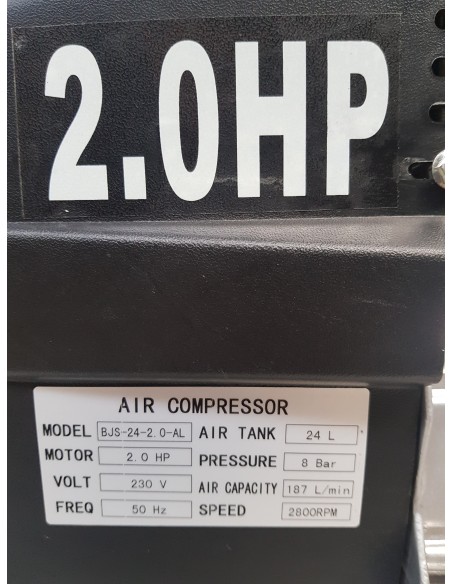 2.0HP
AIR COMPRESSOR
MODEL BJS-24-2.0-AL AIR TANK 24 L
MOTOR 2.0 HP PRESSURE 8 Bar
VOLT 230 V AIR CAPACITY 187 L/min
FREQ 50 Hz SPEED 2800RPM